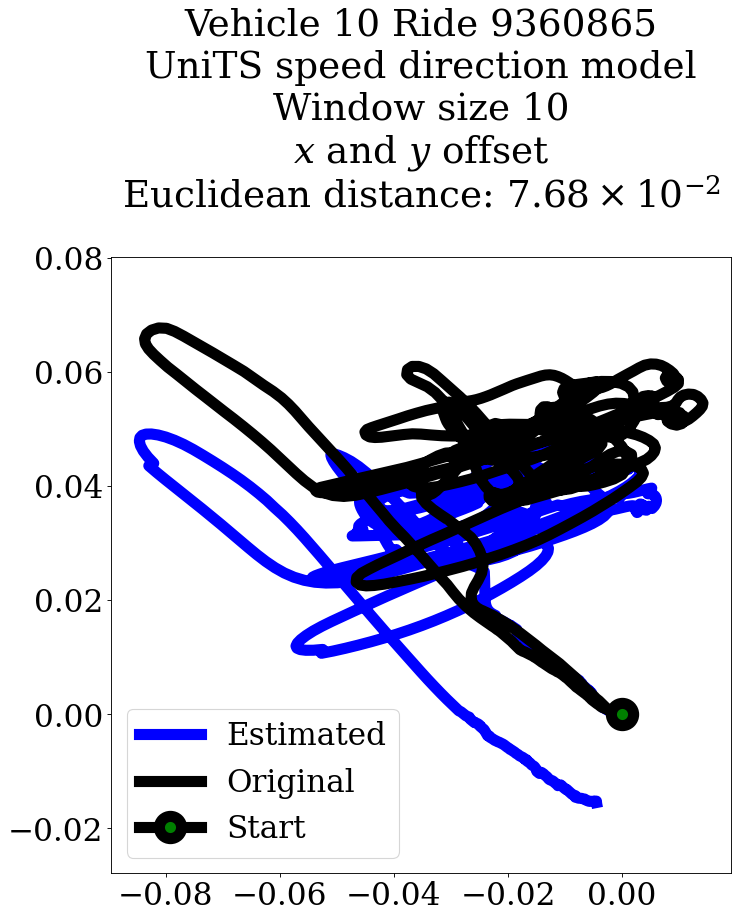 Vehicle 10 Ride 9360865
UniTS speed direction model
Window size 10
x and y offset
Euclidean distance: 7.68 × 10⁻²
0.08
0.06
0.04
0.02
0.00
−0.02
Estimated
Original
Start
−0.08 −0.06 −0.04 −0.02 0.00